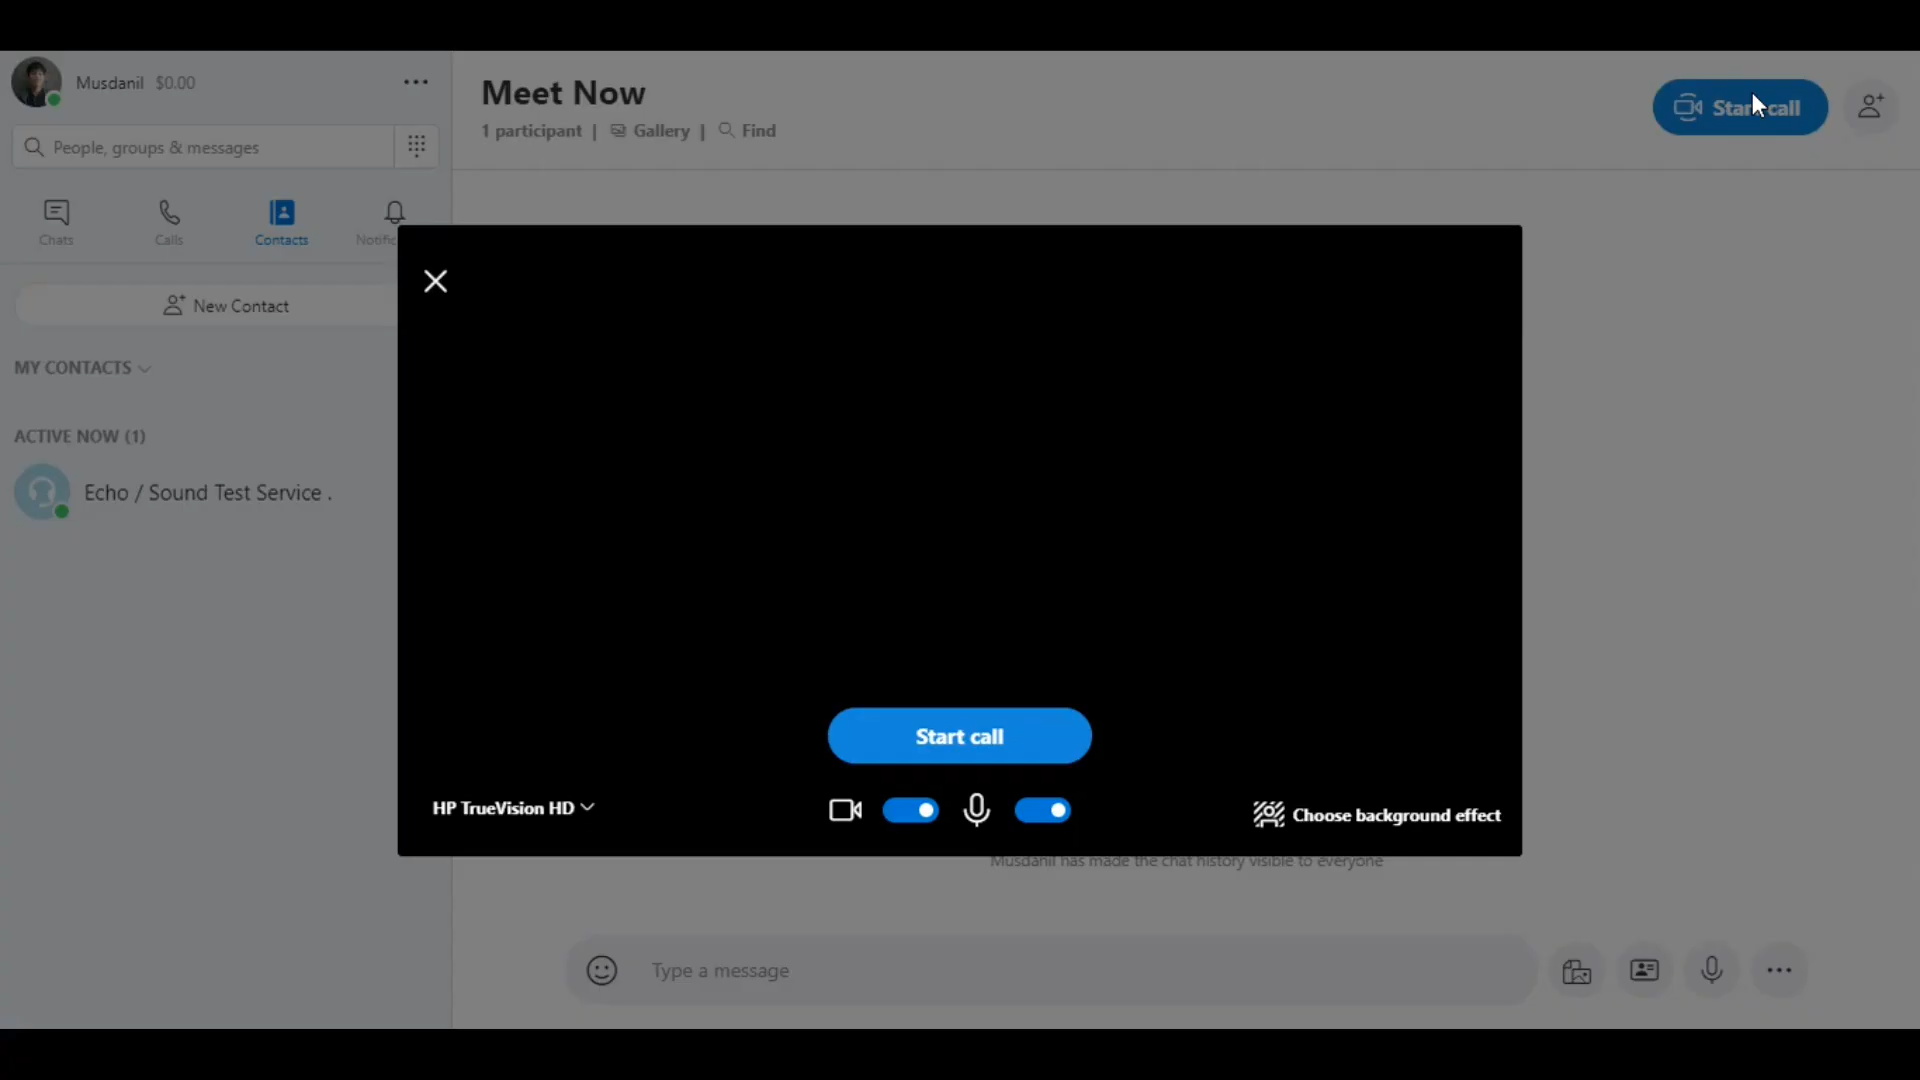 Musdanil $0.00
People, groups & messages
Chats
Calls
Contacts
Notific
New Contact
MY CONTACTS
ACTIVE NOW (1)
Echo / Sound Test Service .
Meet Now
1 participant | Gallery | Find
Start call
Start call
HP TrueVision HD
Choose background effect
Musdanil has made the chat history visible to everyone
Type a message